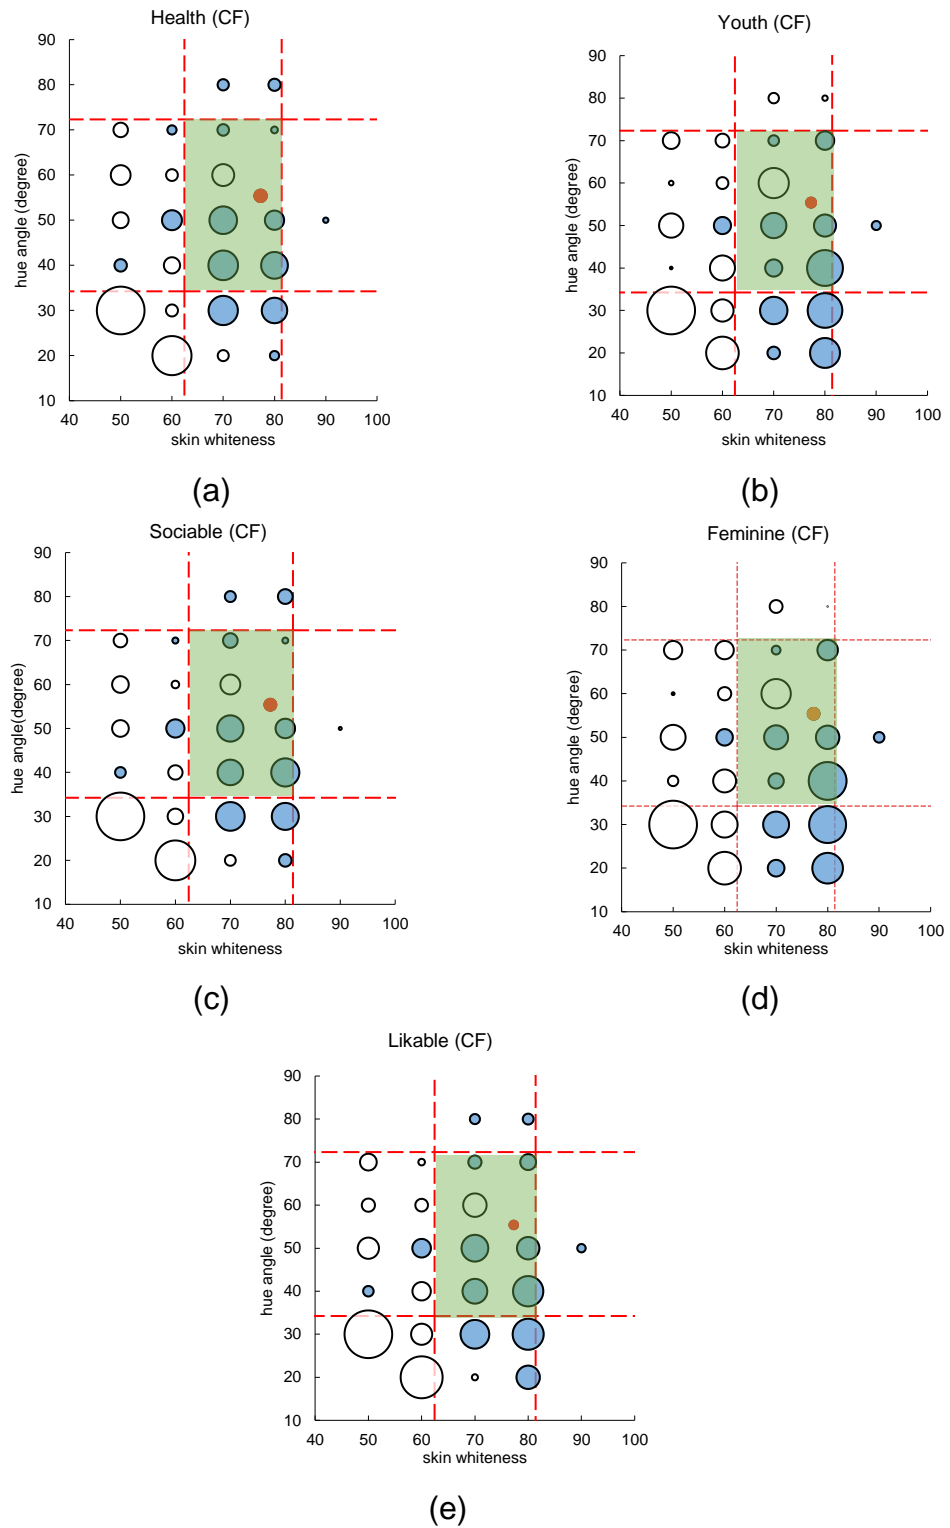 Health (CF)
90
80
70
60
50
40
30
20
10
hue angle (degree)
40 50 60 70 80 90 100
skin whiteness
(a)
Youth (CF)
90
80
70
60
50
40
30
20
10
hue angle (degree)
40 50 60 70 80 90 100
skin whiteness
(b)
Sociable (CF)
90
80
70
60
50
40
30
20
10
hue angle(degree)
40 50 60 70 80 90 100
skin whiteness
(c)
Feminine (CF)
90
80
70
60
50
40
30
20
10
hue angle (degree)
40 50 60 70 80 90 100
skin whiteness
(d)
Likable (CF)
90
80
70
60
50
40
30
20
10
hue angle (degree)
40 50 60 70 80 90 100
skin whiteness
(e)